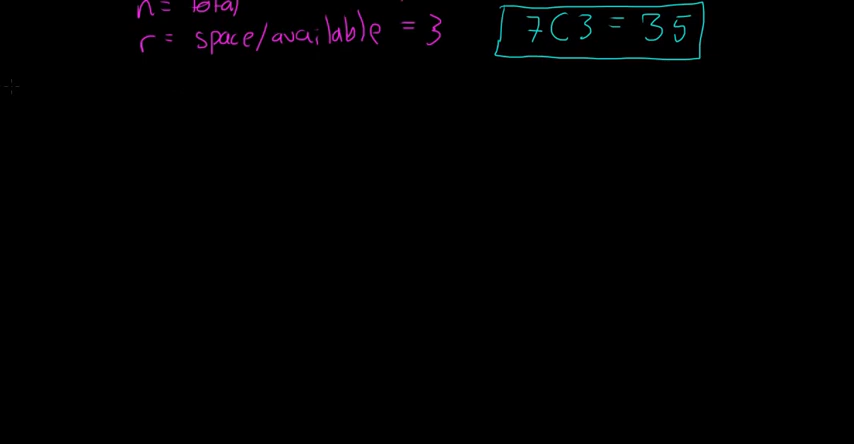 n = total
r = space/available = 3
7C3 = 35